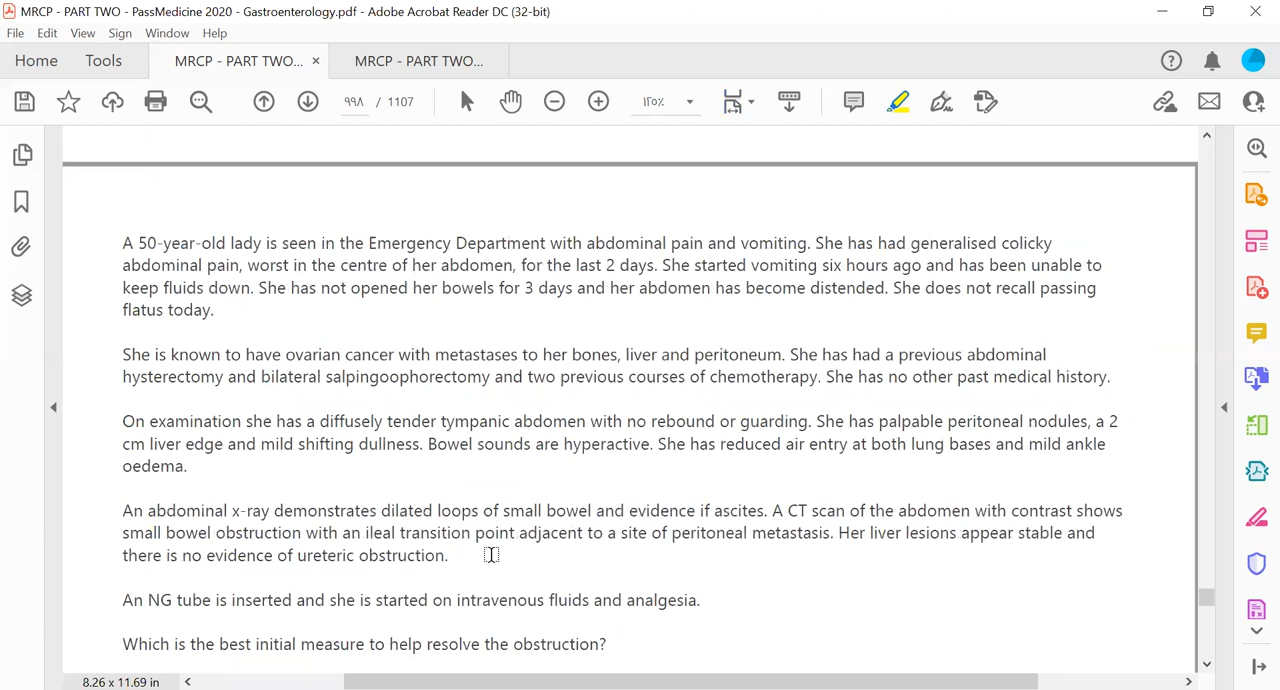 MRCP - PART TWO - PassMedicine 2020 - Gastroenterology.pdf - Adobe Acrobat Reader DC (32-bit)
File Edit View Sign Window Help
Home Tools MRCP - PART TWO... × MRCP - PART TWO...
٩٩٨ / 1107 ١٢٥%
A 50-year-old lady is seen in the Emergency Department with abdominal pain and vomiting. She has had generalised colicky
abdominal pain, worst in the centre of her abdomen, for the last 2 days. She started vomiting six hours ago and has been unable to
keep fluids down. She has not opened her bowels for 3 days and her abdomen has become distended. She does not recall passing
flatus today.
She is known to have ovarian cancer with metastases to her bones, liver and peritoneum. She has had a previous abdominal
hysterectomy and bilateral salpingoophorectomy and two previous courses of chemotherapy. She has no other past medical history.
On examination she has a diffusely tender tympanic abdomen with no rebound or guarding. She has palpable peritoneal nodules, a 2
cm liver edge and mild shifting dullness. Bowel sounds are hyperactive. She has reduced air entry at both lung bases and mild ankle
oedema.
An abdominal x-ray demonstrates dilated loops of small bowel and evidence if ascites. A CT scan of the abdomen with contrast shows
small bowel obstruction with an ileal transition point adjacent to a site of peritoneal metastasis. Her liver lesions appear stable and
there is no evidence of ureteric obstruction.
An NG tube is inserted and she is started on intravenous fluids and analgesia.
Which is the best initial measure to help resolve the obstruction?
8.26 x 11.69 in